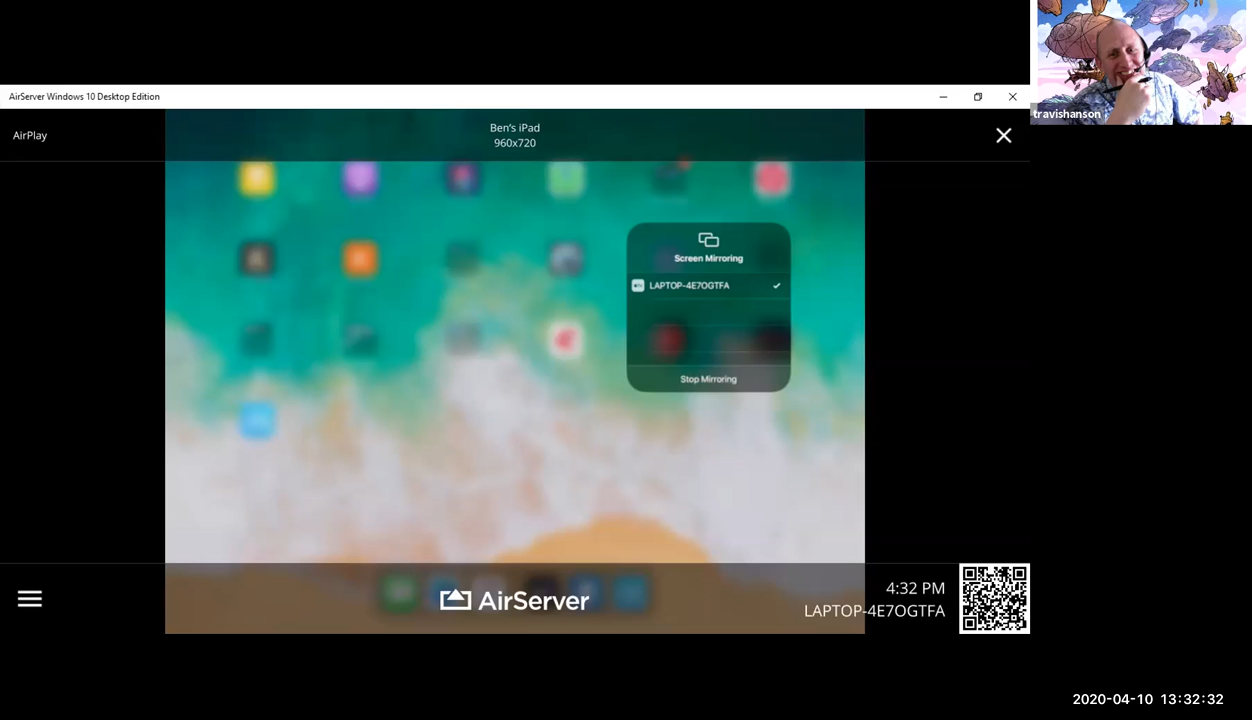 AirServer Windows 10 Desktop Edition
AirPlay
Ben's iPad
960x720
travishanson
Screen Mirroring
LAPTOP-4E7OGTFA
Stop Mirroring
AirServer
4:32 PM
LAPTOP-4E7OGTFA
2020-04-10 13:32:32